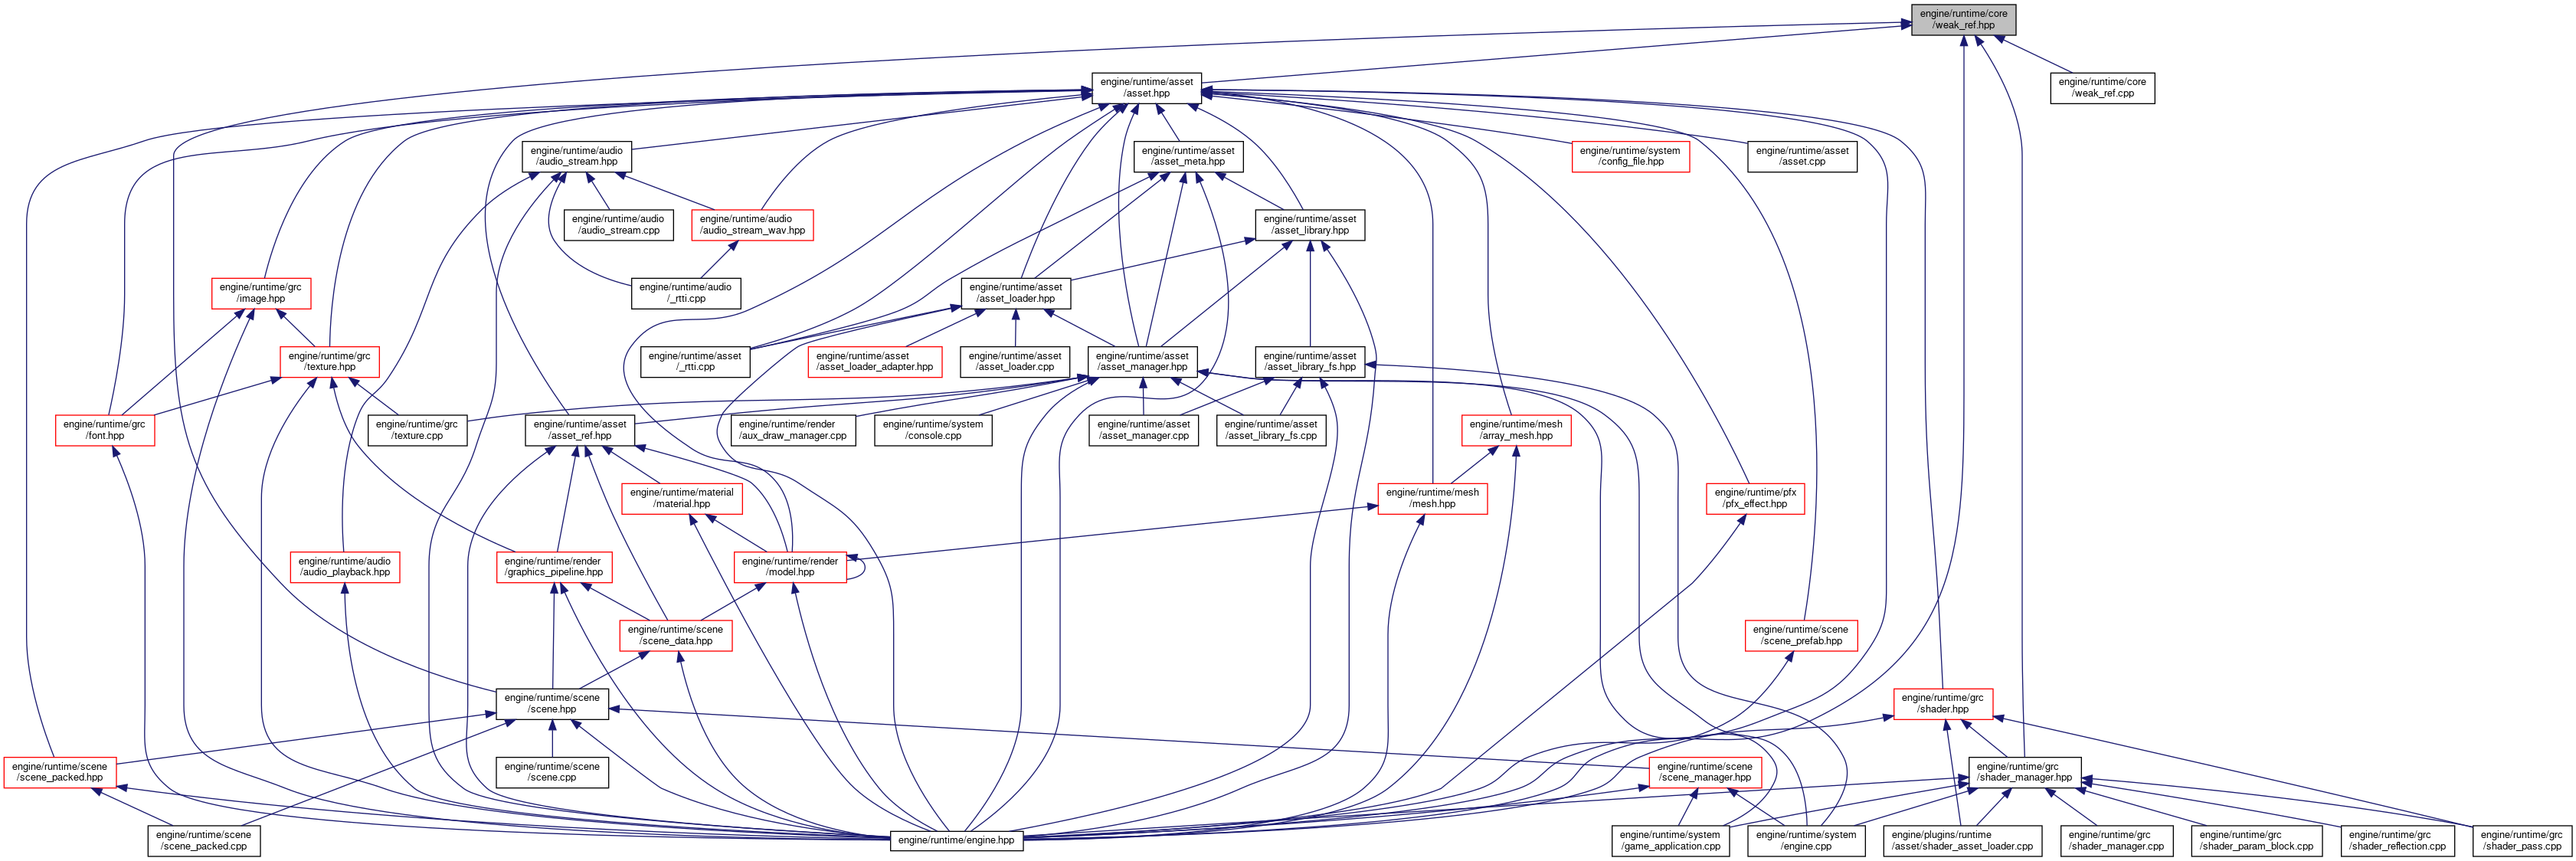 engine/runtime/core
/weak_ref.hpp
engine/runtime/asset
/asset.hpp
engine/runtime/core
/weak_ref.cpp
engine/runtime/audio
/audio_stream.hpp
engine/runtime/asset
/asset_meta.hpp
engine/runtime/system
/config_file.hpp
engine/runtime/asset
/asset.cpp
engine/runtime/audio
/audio_stream.cpp
engine/runtime/audio
/audio_stream_wav.hpp
engine/runtime/asset
/asset_library.hpp
engine/runtime/grc
/image.hpp
engine/runtime/audio
/_rtti.cpp
engine/runtime/asset
/asset_loader.hpp
engine/runtime/grc
/texture.hpp
engine/runtime/asset
/_rtti.cpp
engine/runtime/asset
/asset_loader_adapter.hpp
engine/runtime/asset
/asset_loader.cpp
engine/runtime/asset
/asset_manager.hpp
engine/runtime/asset
/asset_library_fs.hpp
engine/runtime/grc
/font.hpp
engine/runtime/grc
/texture.cpp
engine/runtime/asset
/asset_ref.hpp
engine/runtime/render
/aux_draw_manager.cpp
engine/runtime/system
/console.cpp
engine/runtime/asset
/asset_manager.cpp
engine/runtime/asset
/asset_library_fs.cpp
engine/runtime/mesh
/array_mesh.hpp
engine/runtime/material
/material.hpp
engine/runtime/mesh
/mesh.hpp
engine/runtime/pfx
/pfx_effect.hpp
engine/runtime/audio
/audio_playback.hpp
engine/runtime/render
/graphics_pipeline.hpp
engine/runtime/render
/model.hpp
engine/runtime/scene
/scene_data.hpp
engine/runtime/scene
/scene_prefab.hpp
engine/runtime/scene
/scene.hpp
engine/runtime/grc
/shader.hpp
engine/runtime/scene
/scene_packed.hpp
engine/runtime/scene
/scene.cpp
engine/runtime/scene
/scene_manager.hpp
engine/runtime/grc
/shader_manager.hpp
engine/runtime/scene
/scene_packed.cpp
engine/runtime/engine.hpp
engine/runtime/system
/game_application.cpp
engine/runtime/system
/engine.cpp
engine/plugins/runtime
asset/shader_asset_loader.cpp
engine/runtime/grc
/shader_manager.cpp
engine/runtime/grc
/shader_param_block.cpp
engine/runtime/grc
/shader_reflection.cpp
engine/runtime/grc
/shader_pass.cpp